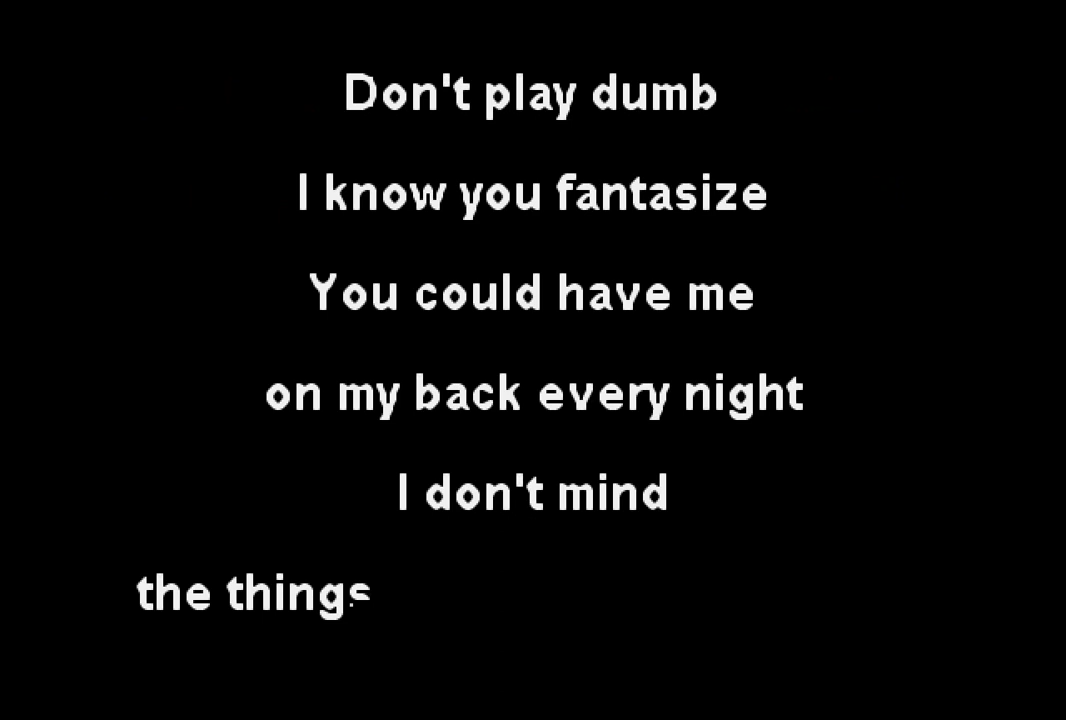 Don't play dumb
I know you fantasize
You could have me
on my back every night
I don't mind
the things